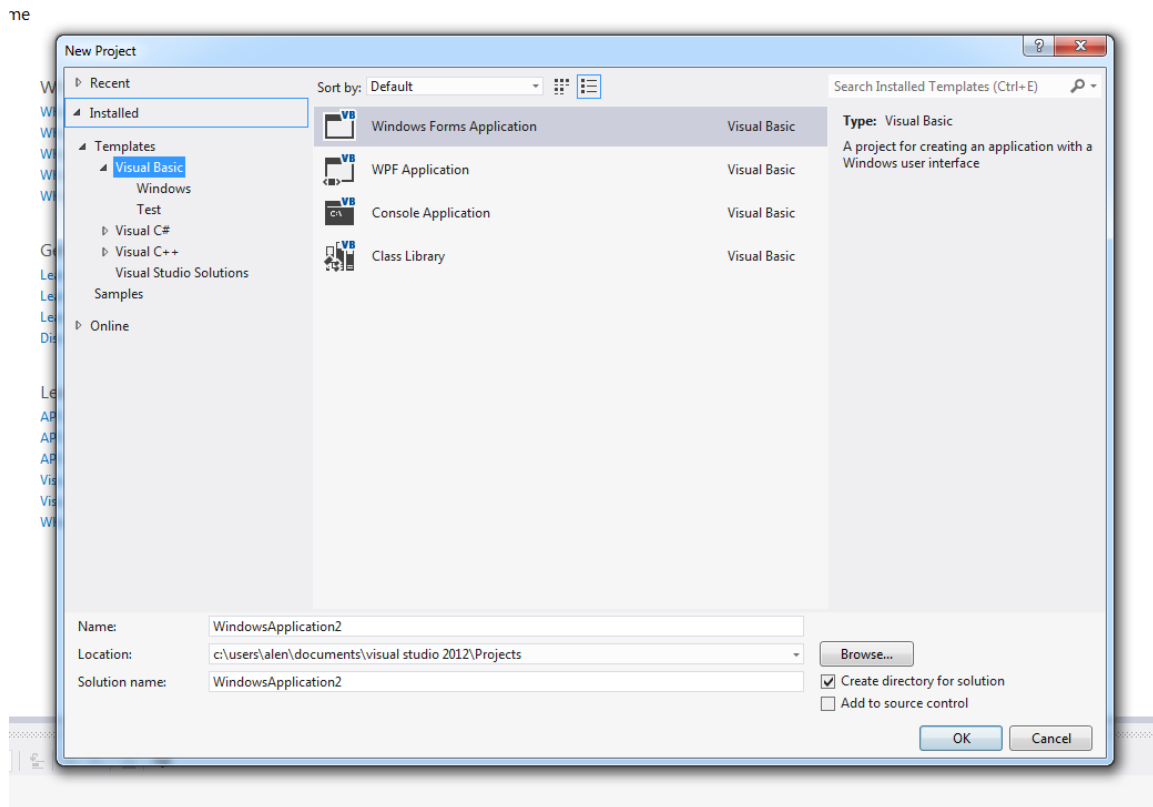 me
New Project
Recent
Installed
Templates
Visual Basic
Windows
Test
Visual C#
Visual C++
Visual Studio Solutions
Samples
Online
Sort by: Default
VB Windows Forms Application Visual Basic
VB WPF Application Visual Basic
C:\ VB Console Application Visual Basic
VB Class Library Visual Basic
Search Installed Templates (Ctrl+E)
Type: Visual Basic
A project for creating an application with a
Windows user interface
Name: WindowsApplication2
Location: c:\users\alen\documents\visual studio 2012\Projects
Browse...
Solution name: WindowsApplication2
Create directory for solution
Add to source control
OK Cancel